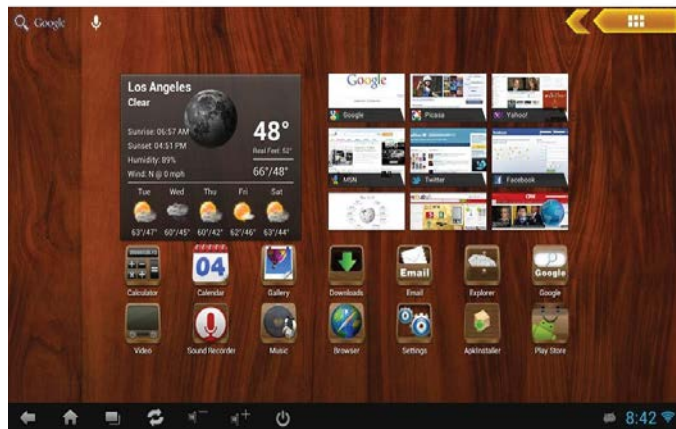 Google
Los Angeles
Clear
Sunrise: 06:57 AM
Sunset: 04:51 PM
Humidity: 89%
Wind: N @ 0 mph
48°
Real Feel: 52°
66°/48°
Tue Wed Thu Fri Sat
63°/47° 60°/45° 60°/42° 62°/46° 63°/44°
Google
Google Picasa Yahoo!
MSN Twitter Facebook
04
Email
Google
Calculator Calendar Gallery Downloads Email Explorer Google
Video Sound Recorder Music Browser Settings ApkInstaller Play Store
8:42